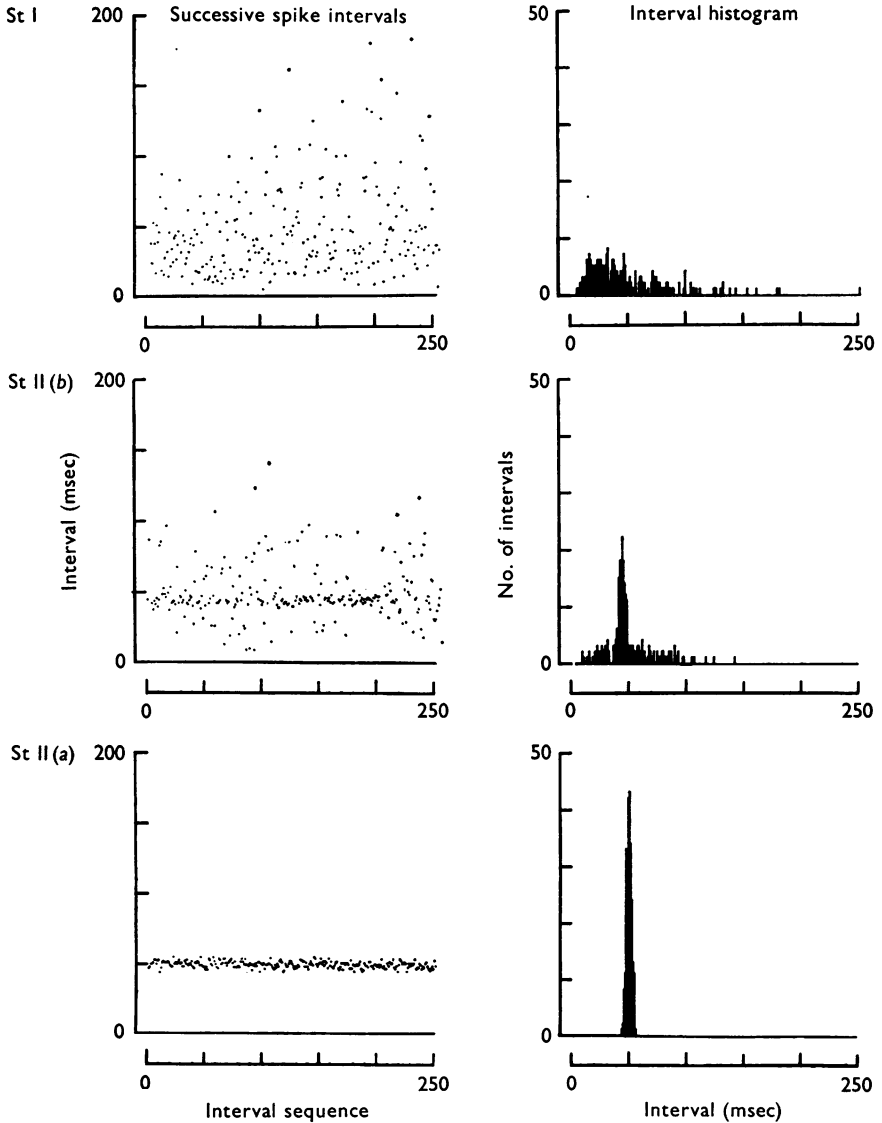 St I
200
Successive spike intervals
50
Interval histogram
0
0
0
250
0
250
St II (b)
200
50
Interval (msec)
No. of intervals
0
0
0
250
0
250
St II (a)
200
50
0
0
0
250
0
250
Interval sequence
Interval (msec)